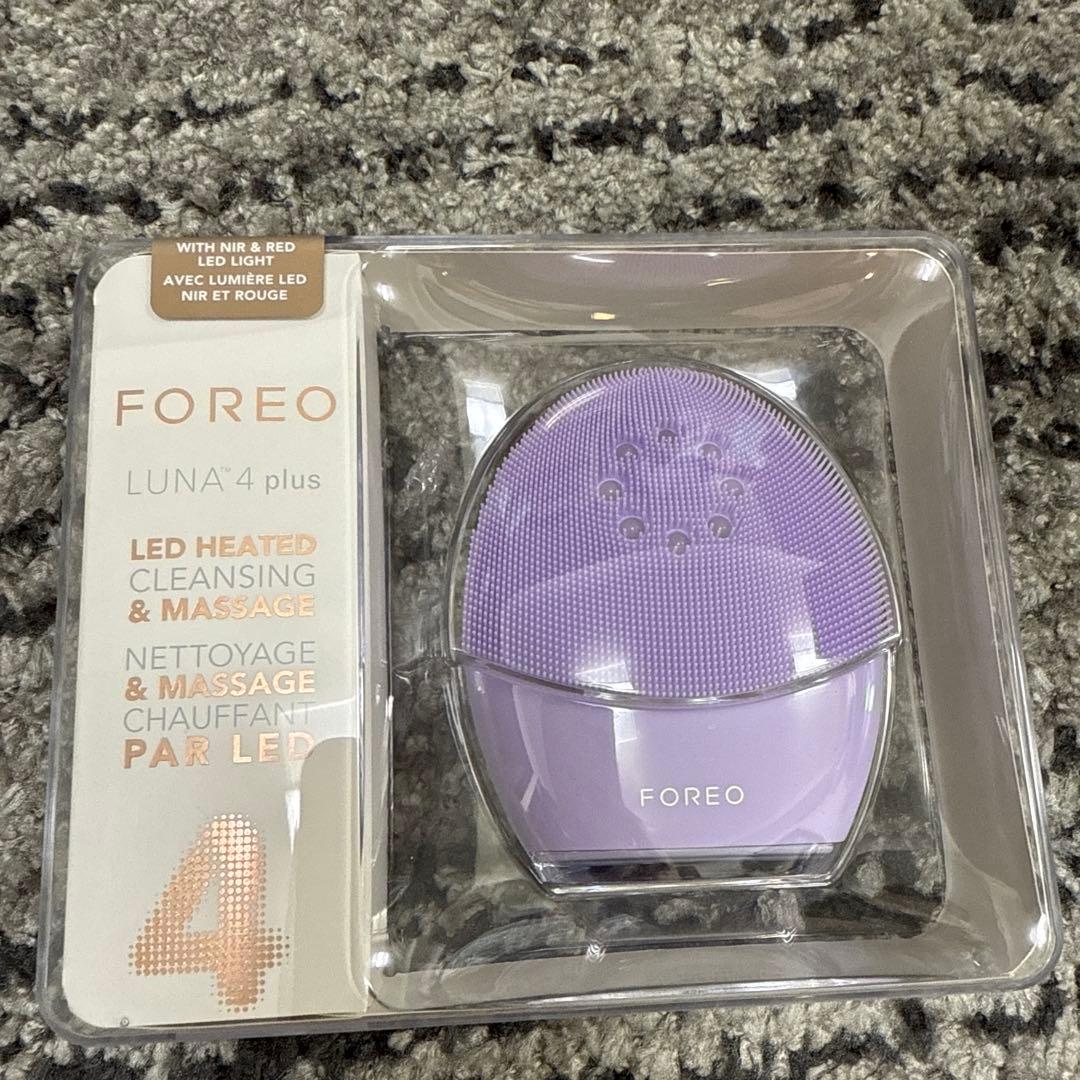 WITH NIR & RED
LED LIGHT
AVEC LUMIÈRE LED
NIR ET ROUGE
FOREO
LUNA™ 4 plus
LED HEATED
CLEANSING
& MASSAGE
NETTOYAGE
& MASSAGE
CHAUFFANT
PAR LED
4
FOREO